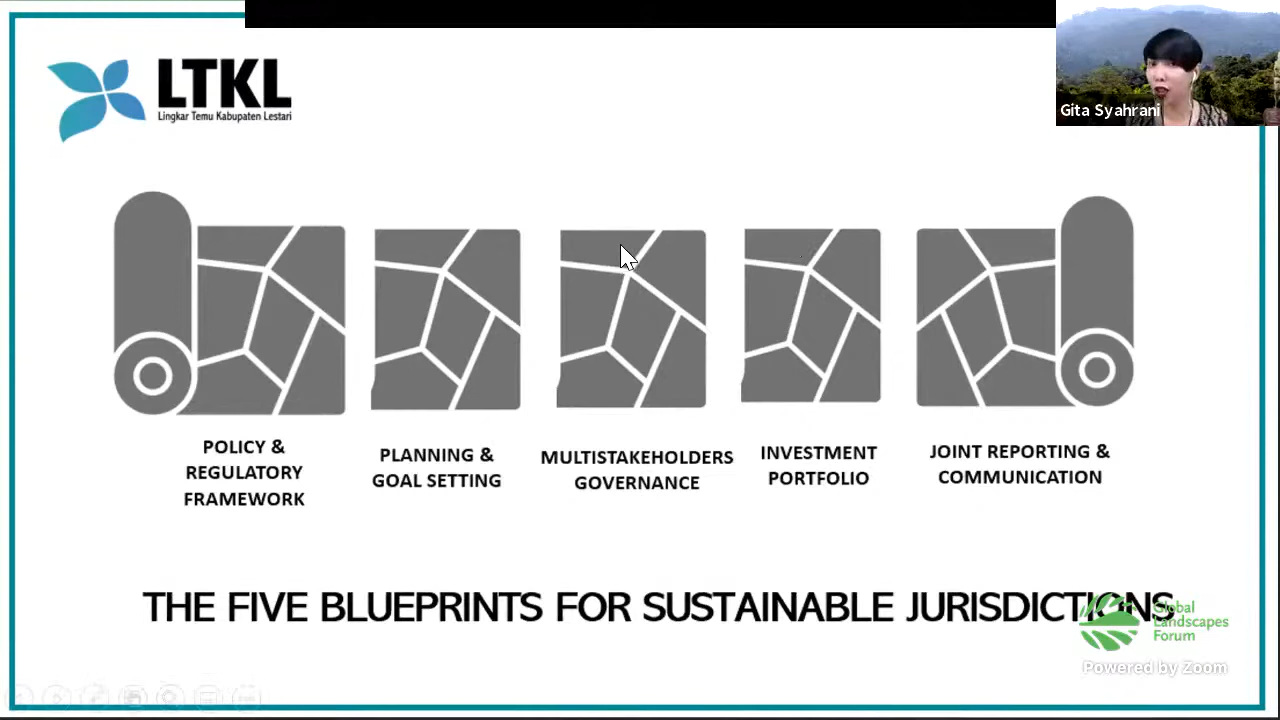 LTKL
Lingkar Temu Kabupaten Lestari
Gita Syahrani
POLICY &
REGULATORY
FRAMEWORK
PLANNING &
GOAL SETTING
MULTISTAKEHOLDERS
GOVERNANCE
INVESTMENT
PORTFOLIO
JOINT REPORTING &
COMMUNICATION
THE FIVE BLUEPRINTS FOR SUSTAINABLE JURISDICTIONS
Global
Landscapes
Forum
Powered by Zoom